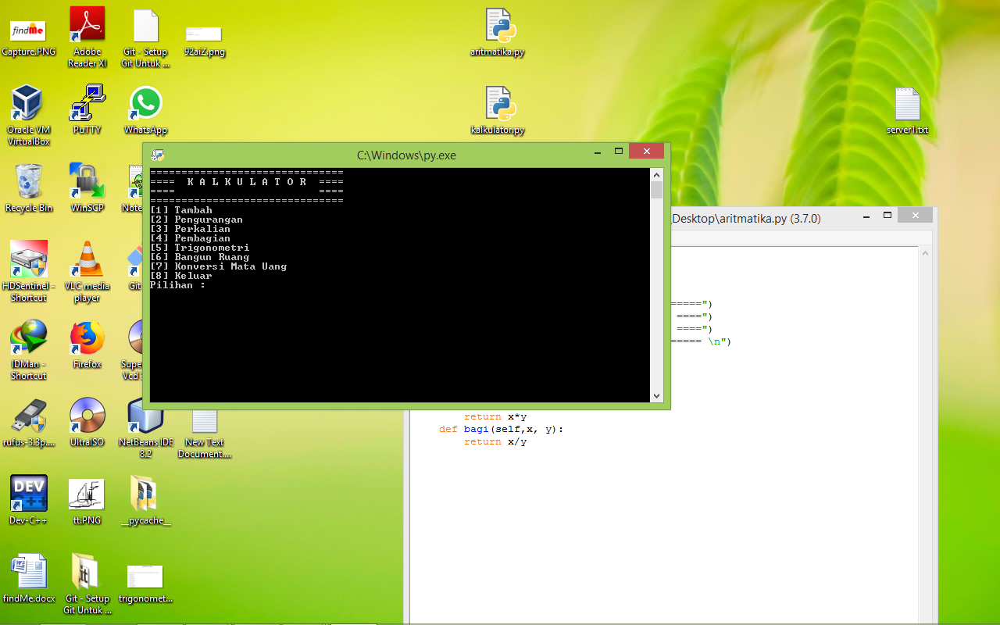 findMe
Capture.PNG
Adobe
Reader XI
Git - Setup
Git Untuk ...
92aiZ.png
aritmatika.py
Oracle VM
VirtualBox
PuTTY
WhatsApp
kalkulator.py
server1.txt
C:\Windows\py.exe
===============================
==== K A L K U L A T O R ====
==== ====
===============================
[1] Tambah
[2] Pengurangan
[3] Perkalian
[4] Pembagian
[5] Trigonometri
[6] Bangun Ruang
[7] Konversi Mata Uang
[8] Keluar
Pilihan :
Recycle Bin
WinSCP
Note
\Desktop\aritmatika.py (3.7.0)
=====")
====")
====")
===== \n")
return x*y
def bagi(self,x, y):
return x/y
HDSentinel -
Shortcut
VLC media
player
Git
IDMan -
Shortcut
Firefox
Supe
Vcd
rufus-3.3p....
UltraISO
NetBeans IDE
8.2
New Text
Document....
DEV
C++
Dev-C++
tt.PNG
__pycache__
findMe.docx
Git - Setup
Git Untuk ...
trigonomet...